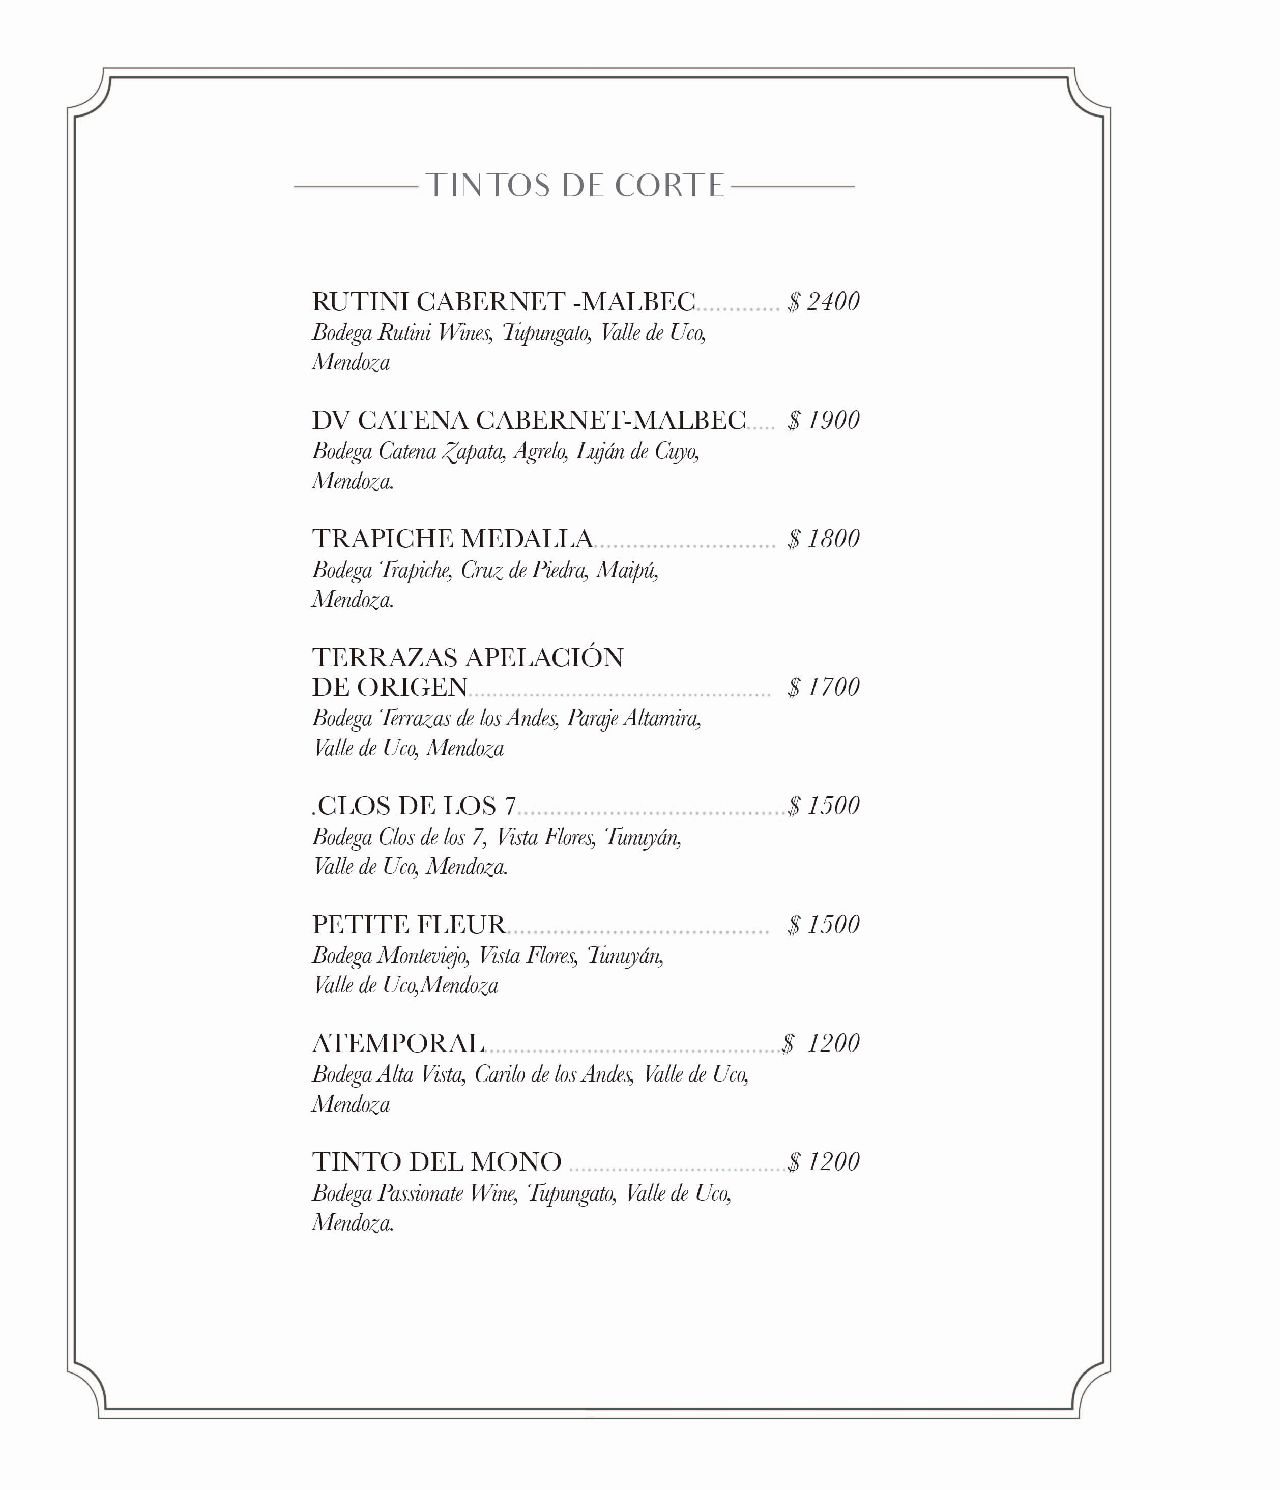 TINTOS DE CORTE
RUTINI CABERNET -MALBEC............. $ 2400
Bodega Rutini Wines, Tupungato, Valle de Uco,
Mendoza
DV CATENA CABERNET-MALBEC..... $ 1900
Bodega Catena Zapata, Agrelo, Luján de Cuyo,
Mendoza.
TRAPICHE MEDALLA............................ $ 1800
Bodega Trapiche, Cruz de Piedra, Maipú,
Mendoza.
TERRAZAS APELACIÓN
DE ORIGEN............................................... $ 1700
Bodega Terrazas de los Andes, Paraje Altamira,
Valle de Uco, Mendoza
.CLOS DE LOS 7..........................................$ 1500
Bodega Clos de los 7, Vista Flores, Tunuyán,
Valle de Uco, Mendoza.
PETITE FLEUR......................................... $ 1500
Bodega Monteviejo, Vista Flores, Tunuyán,
Valle de Uco,Mendoza
ATEMPORAL..............................................$ 1200
Bodega Alta Vista, Carilo de los Andes, Valle de Uco,
Mendoza
TINTO DEL MONO ..................................$ 1200
Bodega Passionate Wine, Tupungato, Valle de Uco,
Mendoza.